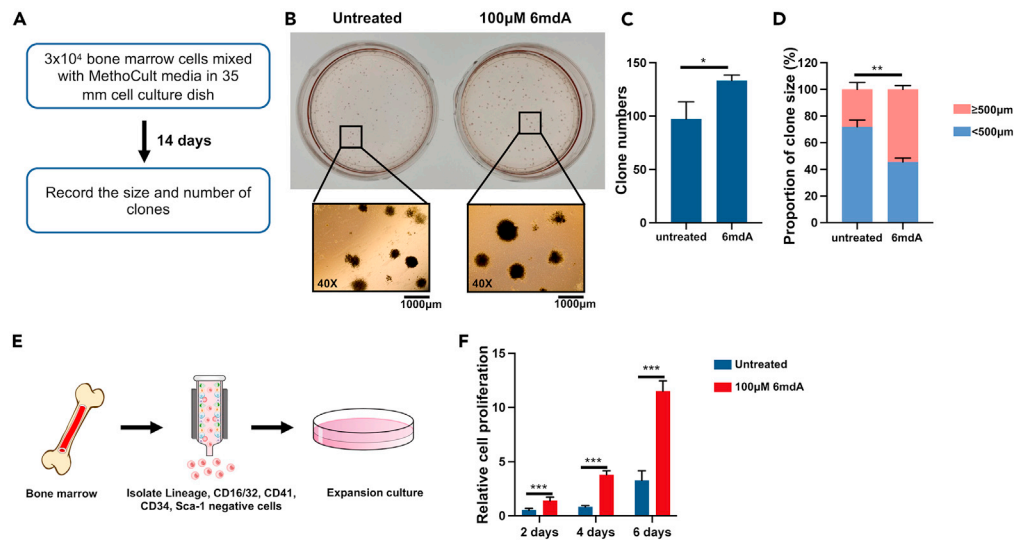 A
3x10⁴ bone marrow cells mixed
with MethoCult media in 35
mm cell culture dish
14 days
Record the size and number of
clones
B
Untreated
100μM 6mdA
40X
1000μm
40X
1000μm
C
Clone numbers
150
100
50
0
*
untreated
6mdA
D
Proportion of clone size (%)
120
100
80
60
40
20
0
**
untreated
6mdA
≥500μm
<500μm
E
Bone marrow
Isolate Lineage, CD16/32, CD41,
CD34, Sca-1 negative cells
Expansion culture
F
Relative cell proliferation
15
10
5
0
***
***
***
2 days
4 days
6 days
Untreated
100μM 6mdA